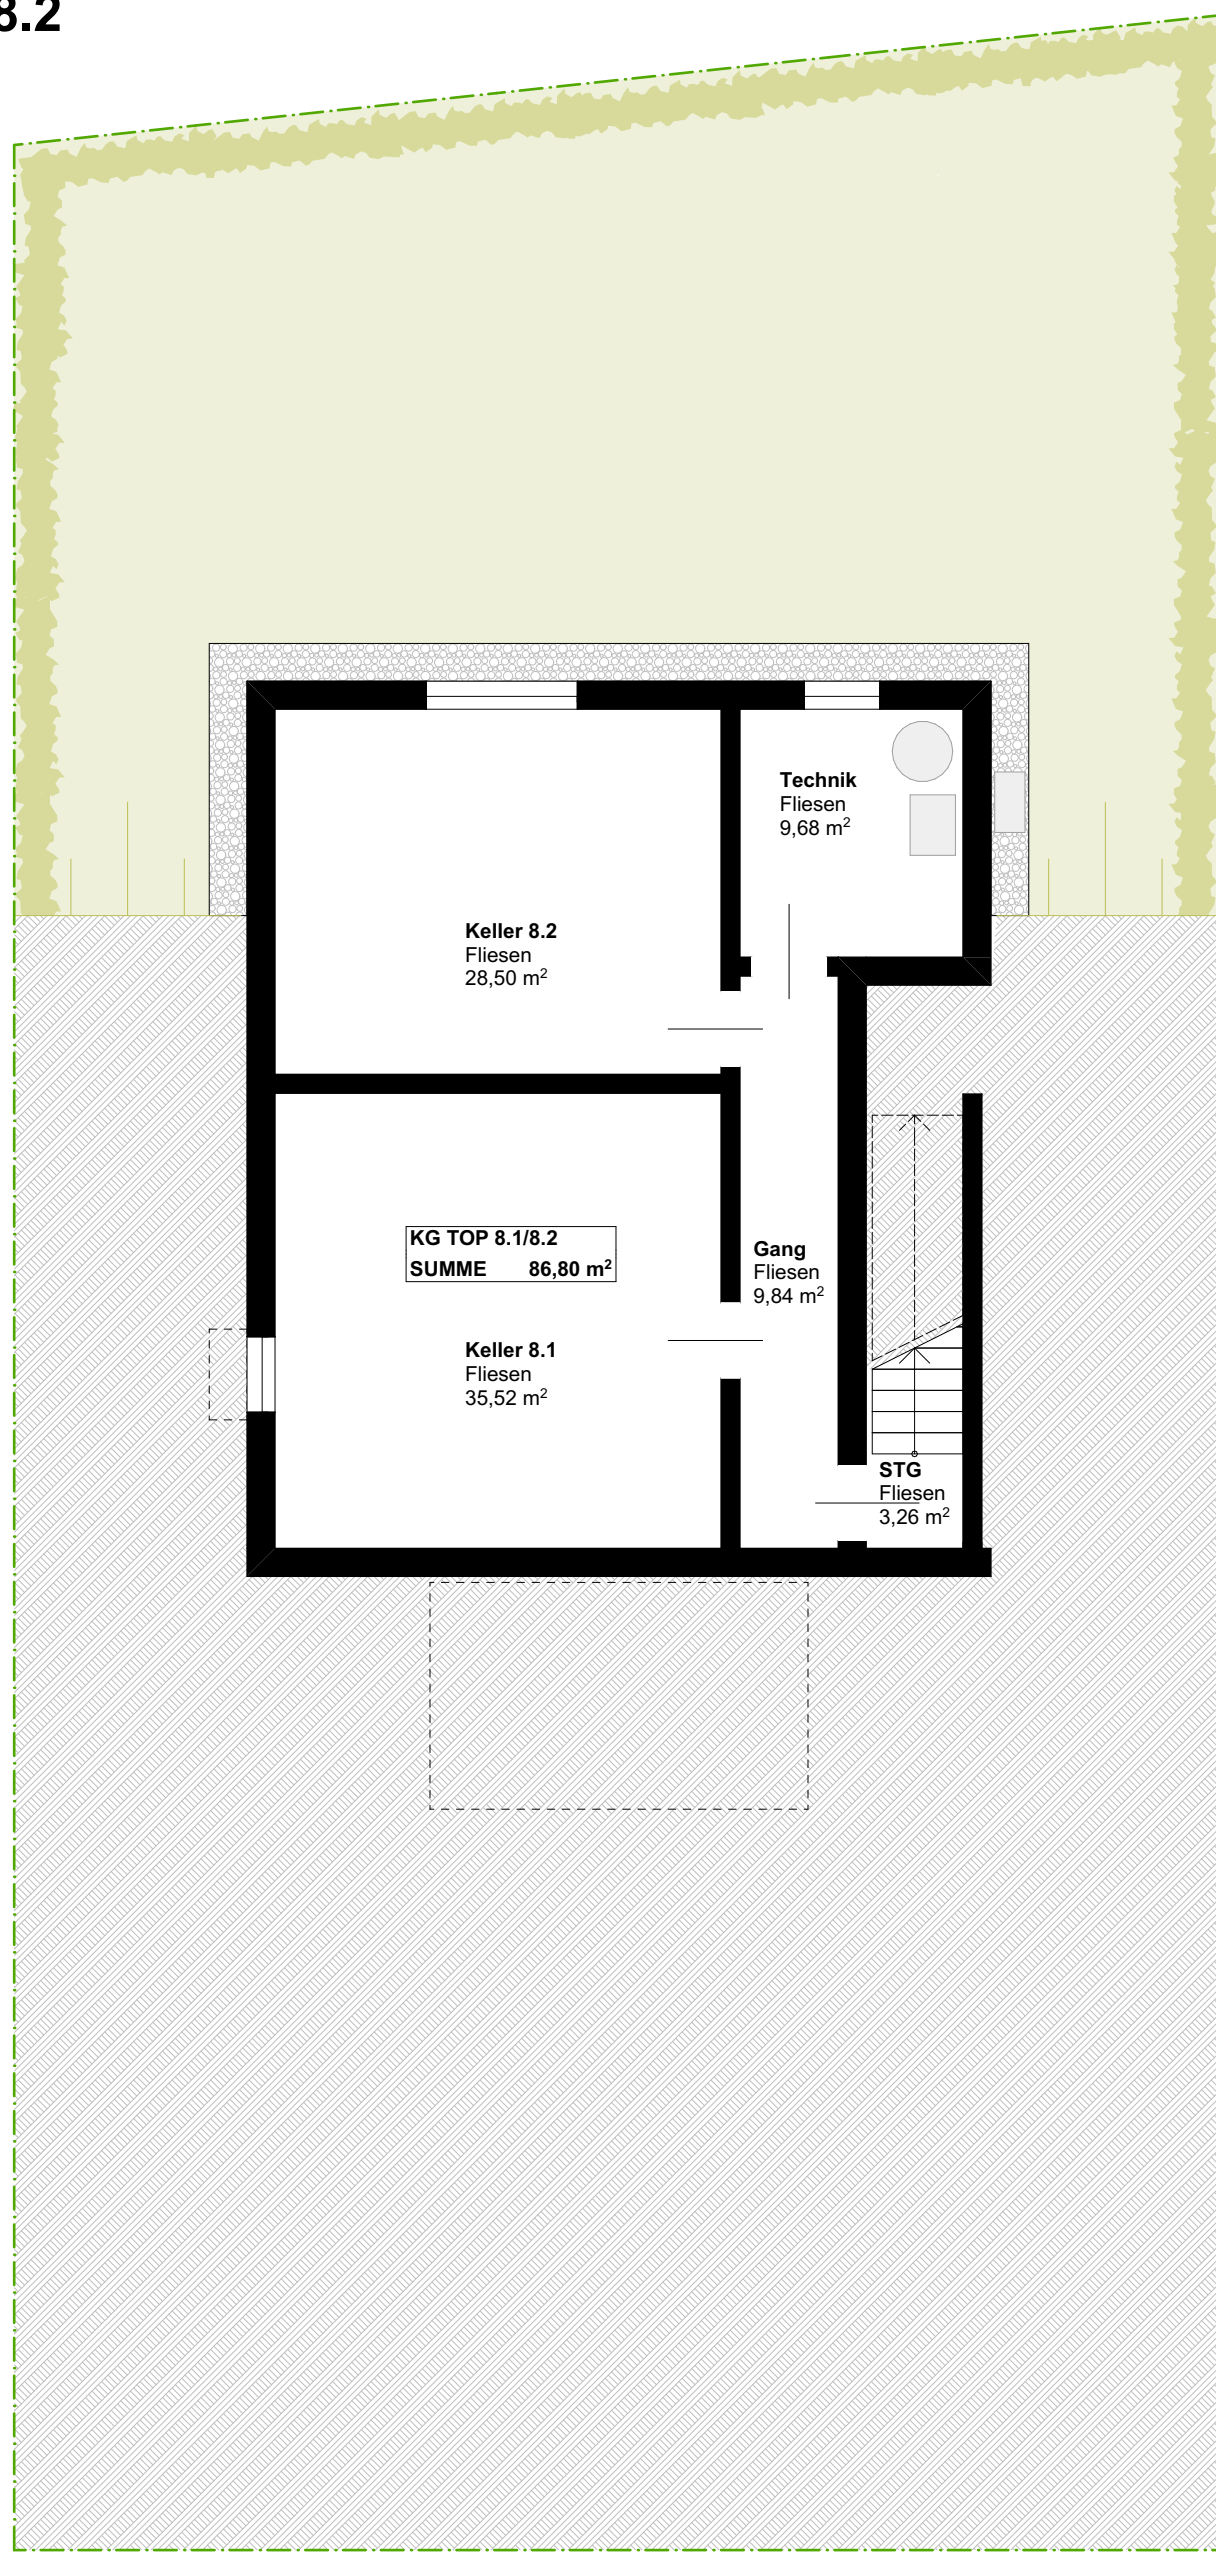 8.2
Technik
Fliesen
9,68 m²
Keller 8.2
Fliesen
28,50 m²
KG TOP 8.1/8.2
SUMME 86,80 m²
Gang
Fliesen
9,84 m²
Keller 8.1
Fliesen
35,52 m²
STG
Fliesen
3,26 m²